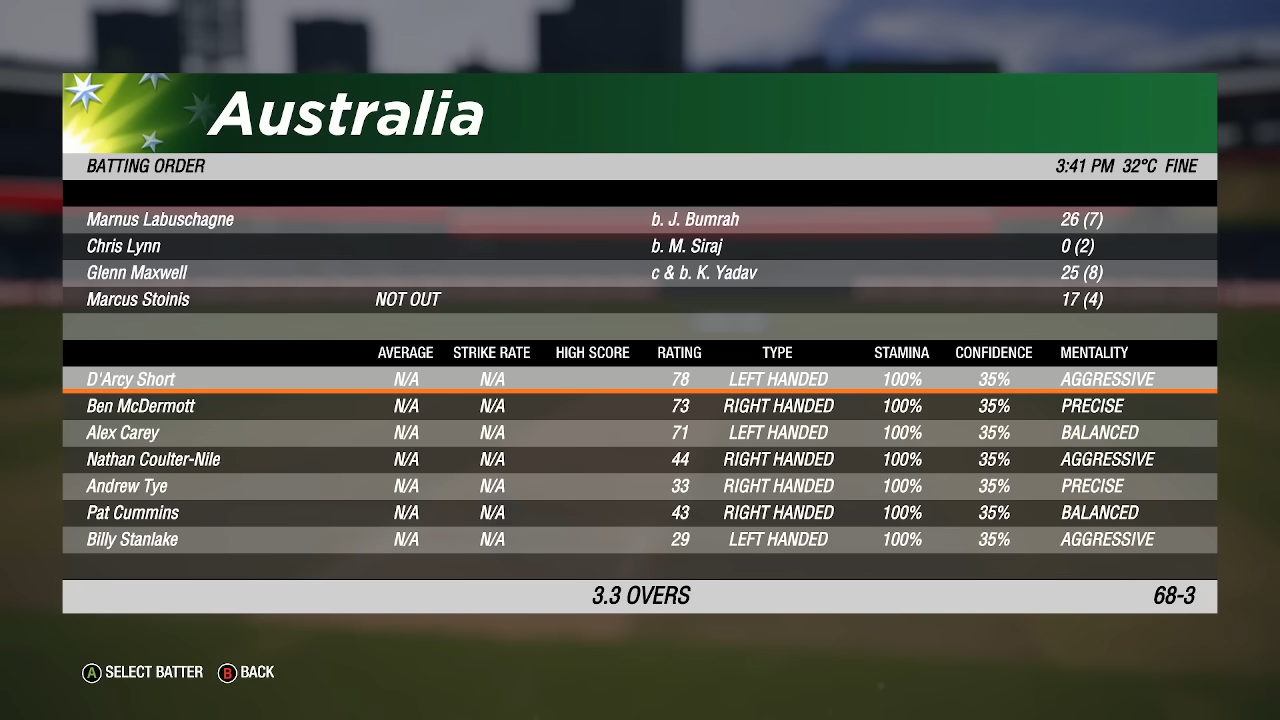 Australia
BATTING ORDER 3:41 PM 32°C FINE
Marnus Labuschagne b. J. Bumrah 26 (7)
Chris Lynn b. M. Siraj 0 (2)
Glenn Maxwell c & b. K. Yadav 25 (8)
Marcus Stoinis NOT OUT 17 (4)
AVERAGE STRIKE RATE HIGH SCORE RATING TYPE STAMINA CONFIDENCE MENTALITY
D'Arcy Short N/A N/A 78 LEFT HANDED 100% 35% AGGRESSIVE
Ben McDermott N/A N/A 73 RIGHT HANDED 100% 35% PRECISE
Alex Carey N/A N/A 71 LEFT HANDED 100% 35% BALANCED
Nathan Coulter-Nile N/A N/A 44 RIGHT HANDED 100% 35% AGGRESSIVE
Andrew Tye N/A N/A 33 RIGHT HANDED 100% 35% PRECISE
Pat Cummins N/A N/A 43 RIGHT HANDED 100% 35% BALANCED
Billy Stanlake N/A N/A 29 LEFT HANDED 100% 35% AGGRESSIVE
3.3 OVERS 68-3
A SELECT BATTER B BACK